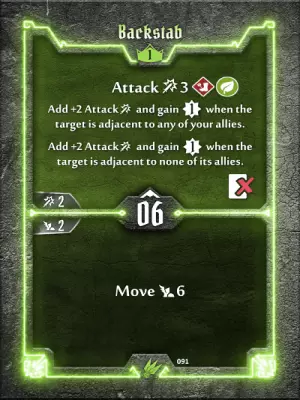 Backstab
1
Attack 3
Add +2 Attack and gain 1 when the
target is adjacent to any of your allies.
Add +2 Attack and gain 1 when the
target is adjacent to none of its allies.
2
06
2
Move 6
091